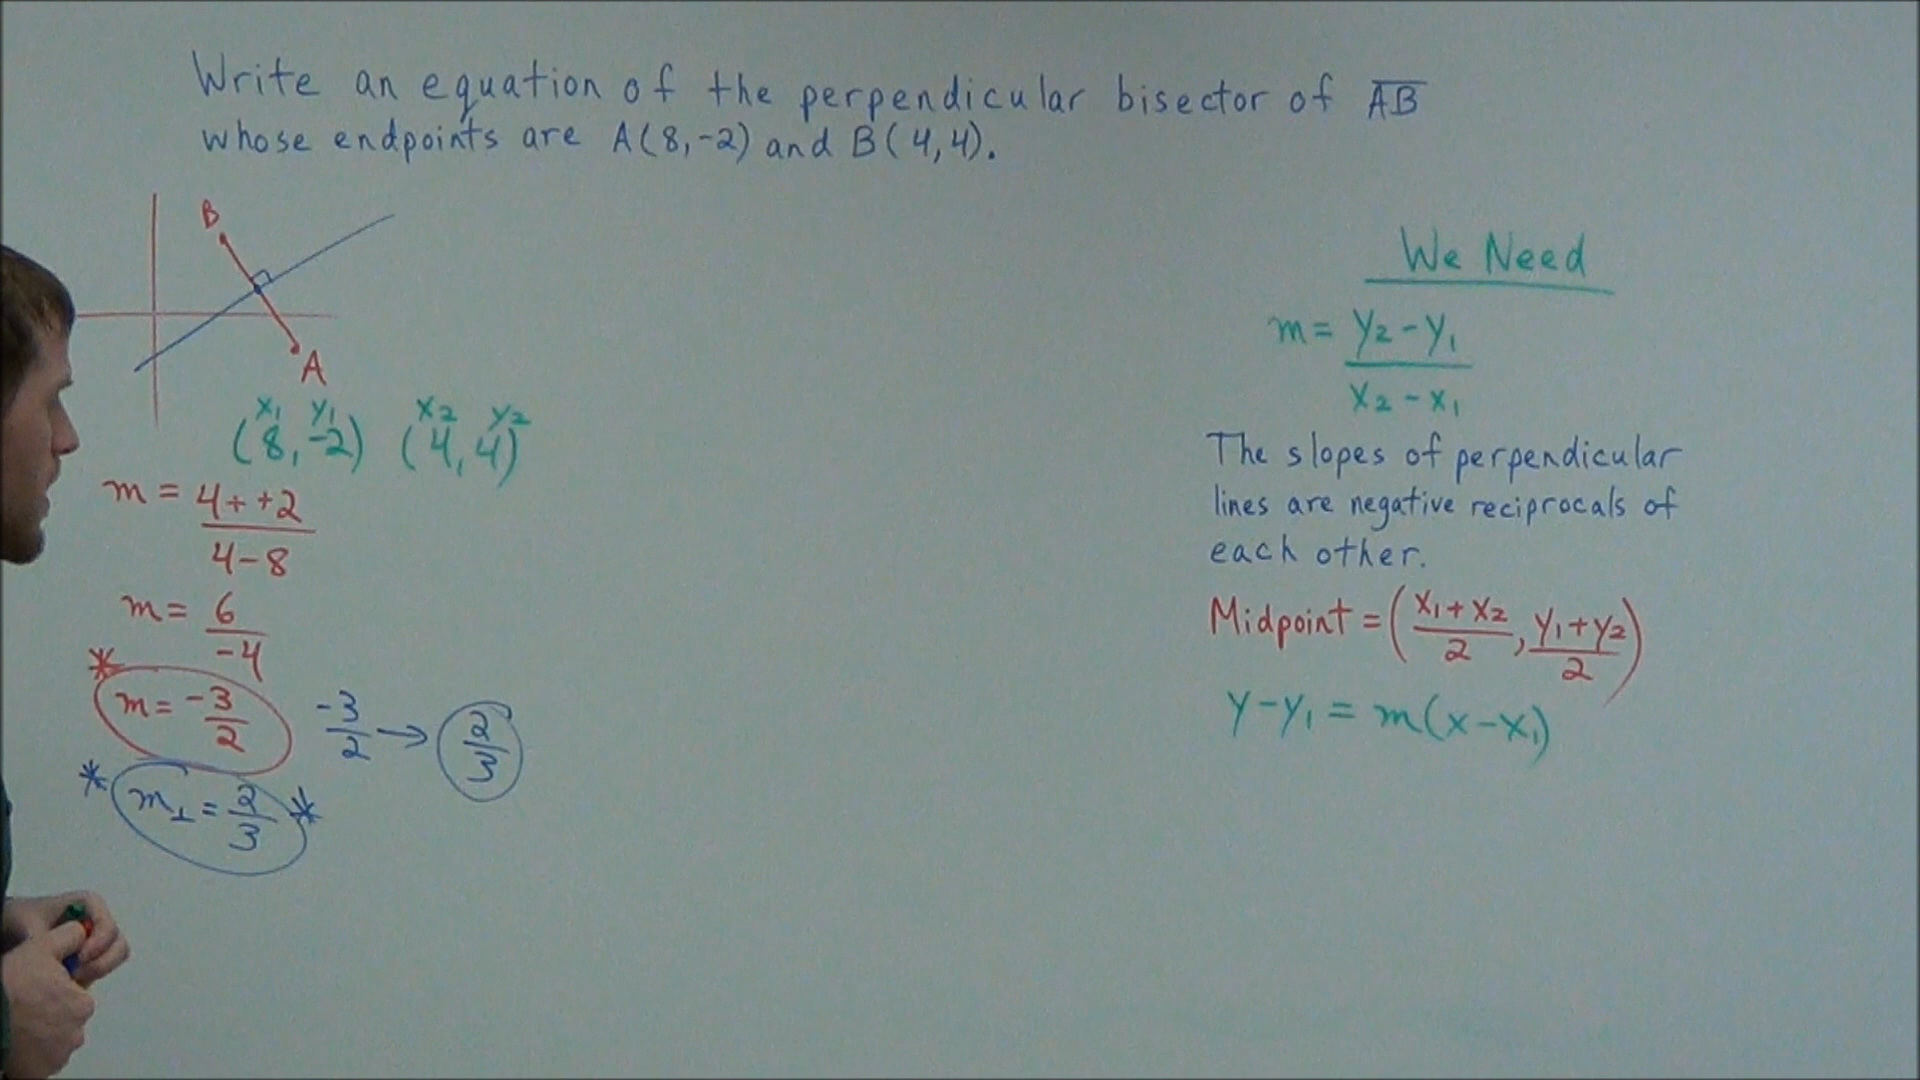 Write an equation of the perpendicular bisector of AB
whose endpoints are A(8,-2) and B(4,4).
B
A
x₁ y₁ x₂ y₂
(8,-2) (4,4)
m = 4++2
4-8
m = 6
-4
* m = -3/2
-3/2 → 2/3
* m⊥ = 2/3 *
We Need
m = y₂-y₁
x₂-x₁
The slopes of perpendicular
lines are negative reciprocals of
each other.
Midpoint = (x₁+x₂/2, y₁+y₂/2)
y-y₁ = m(x-x₁)